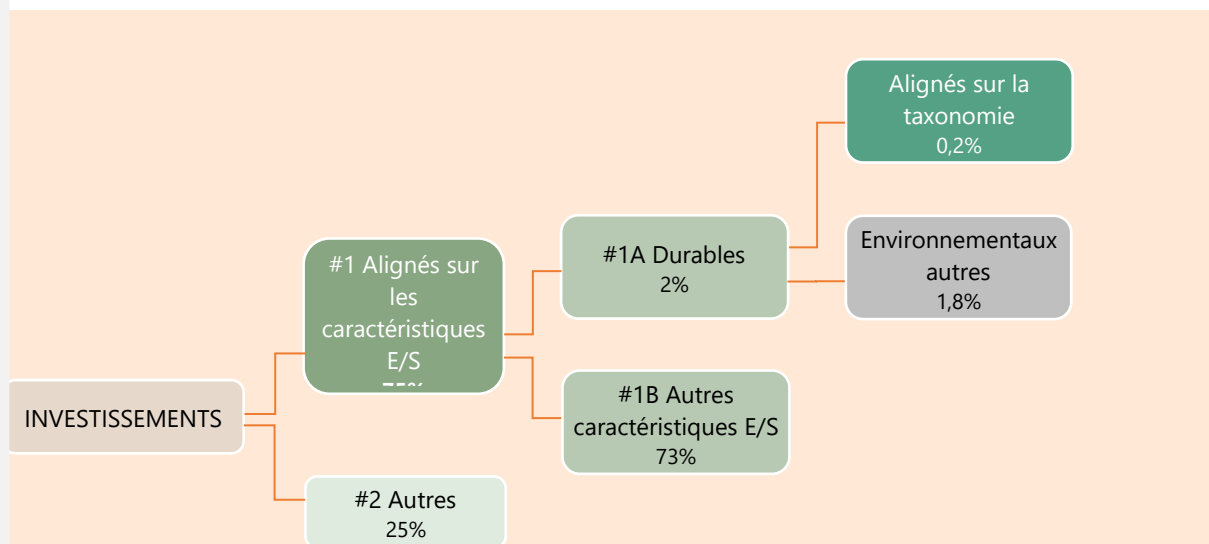 Alignés sur la
taxonomie
0,2%
Environnementaux
autres
1,8%
#1A Durables
2%
#1 Alignés sur
les
caractéristiques
E/S
75%
#1B Autres
caractéristiques E/S
73%
INVESTISSEMENTS
#2 Autres
25%